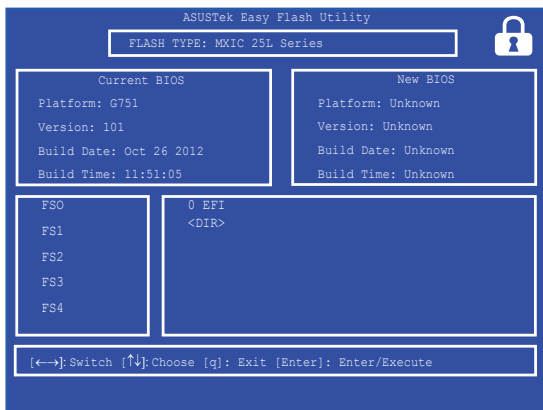 ASUSTek Easy Flash Utility
FLASH TYPE: MXIC 25L Series
Current BIOS
Platform: G751
Version: 101
Build Date: Oct 26 2012
Build Time: 11:51:05
New BIOS
Platform: Unknown
Version: Unknown
Build Date: Unknown
Build Time: Unknown
FSO
FS1
FS2
FS3
FS4
0 EFI
<DIR>
[←→]: Switch [↑↓]: Choose [q]: Exit [Enter]: Enter/Execute